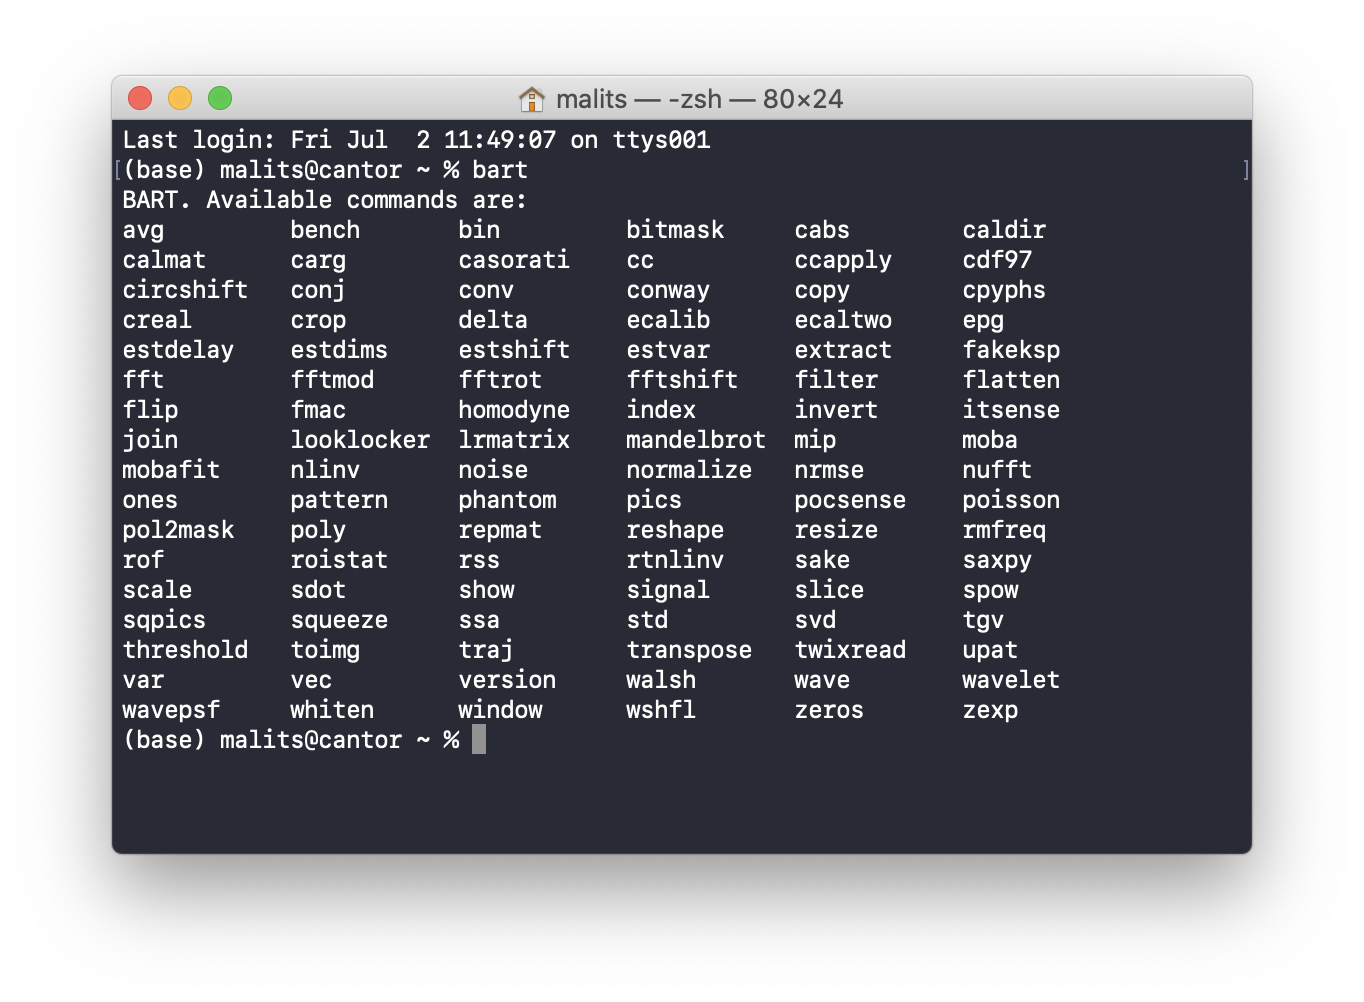 malits — -zsh — 80×24
Last login: Fri Jul  2 11:49:07 on ttys001
[(base) malits@cantor ~ % bart ]
BART. Available commands are:
avg         bench       bin         bitmask     cabs        caldir
calmat      carg        casorati    cc          ccapply     cdf97
circshift   conj        conv        conway      copy        cpyphs
creal       crop        delta       ecalib      ecaltwo     epg
estdelay    estdims     estshift    estvar      extract     fakeksp
fft         fftmod      fftrot      fftshift    filter      flatten
flip        fmac        homodyne    index       invert      itsense
join        looklocker  lrmatrix    mandelbrot  mip         moba
mobafit     nlinv       noise       normalize   nrmse       nufft
ones        pattern     phantom     pics        pocsense    poisson
pol2mask    poly        repmat      reshape     resize      rmfreq
rof         roistat     rss         rtnlinv     sake        saxpy
scale       sdot        show        signal      slice       spow
sqpics      squeeze     ssa         std         svd         tgv
threshold   toimg       traj        transpose   twixread    upat
var         vec         version     walsh       wave        wavelet
wavepsf     whiten      window      wshfl       zeros       zexp
(base) malits@cantor ~ %